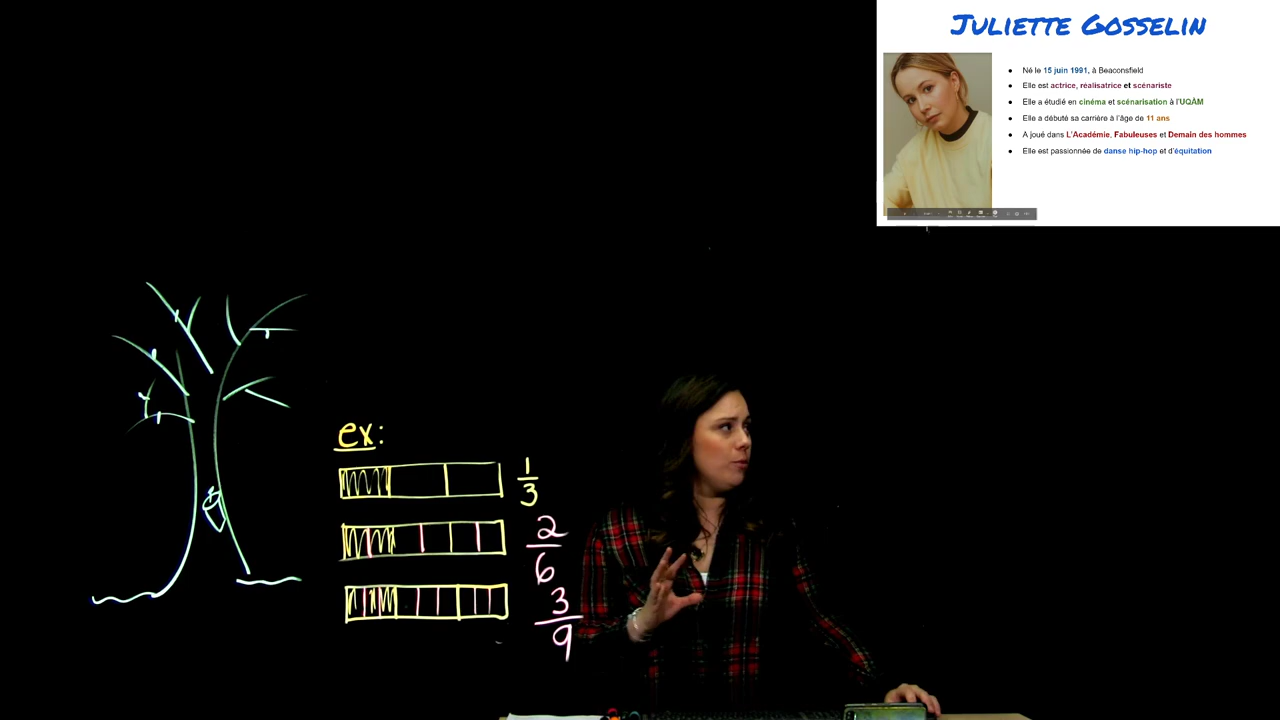 Juliette Gosselin
Né le 15 juin 1991, à Beaconsfield
Elle est actrice, réalisatrice et scénariste
Elle a étudié en cinéma et scénarisation à l'UQÀM
Elle a débuté sa carrière à l'âge de 11 ans
A joué dans L'Académie, Fabuleuses et Demain des hommes
Elle est passionnée de danse hip-hop et d'équitation
ex:
1/3
2/6
3/9